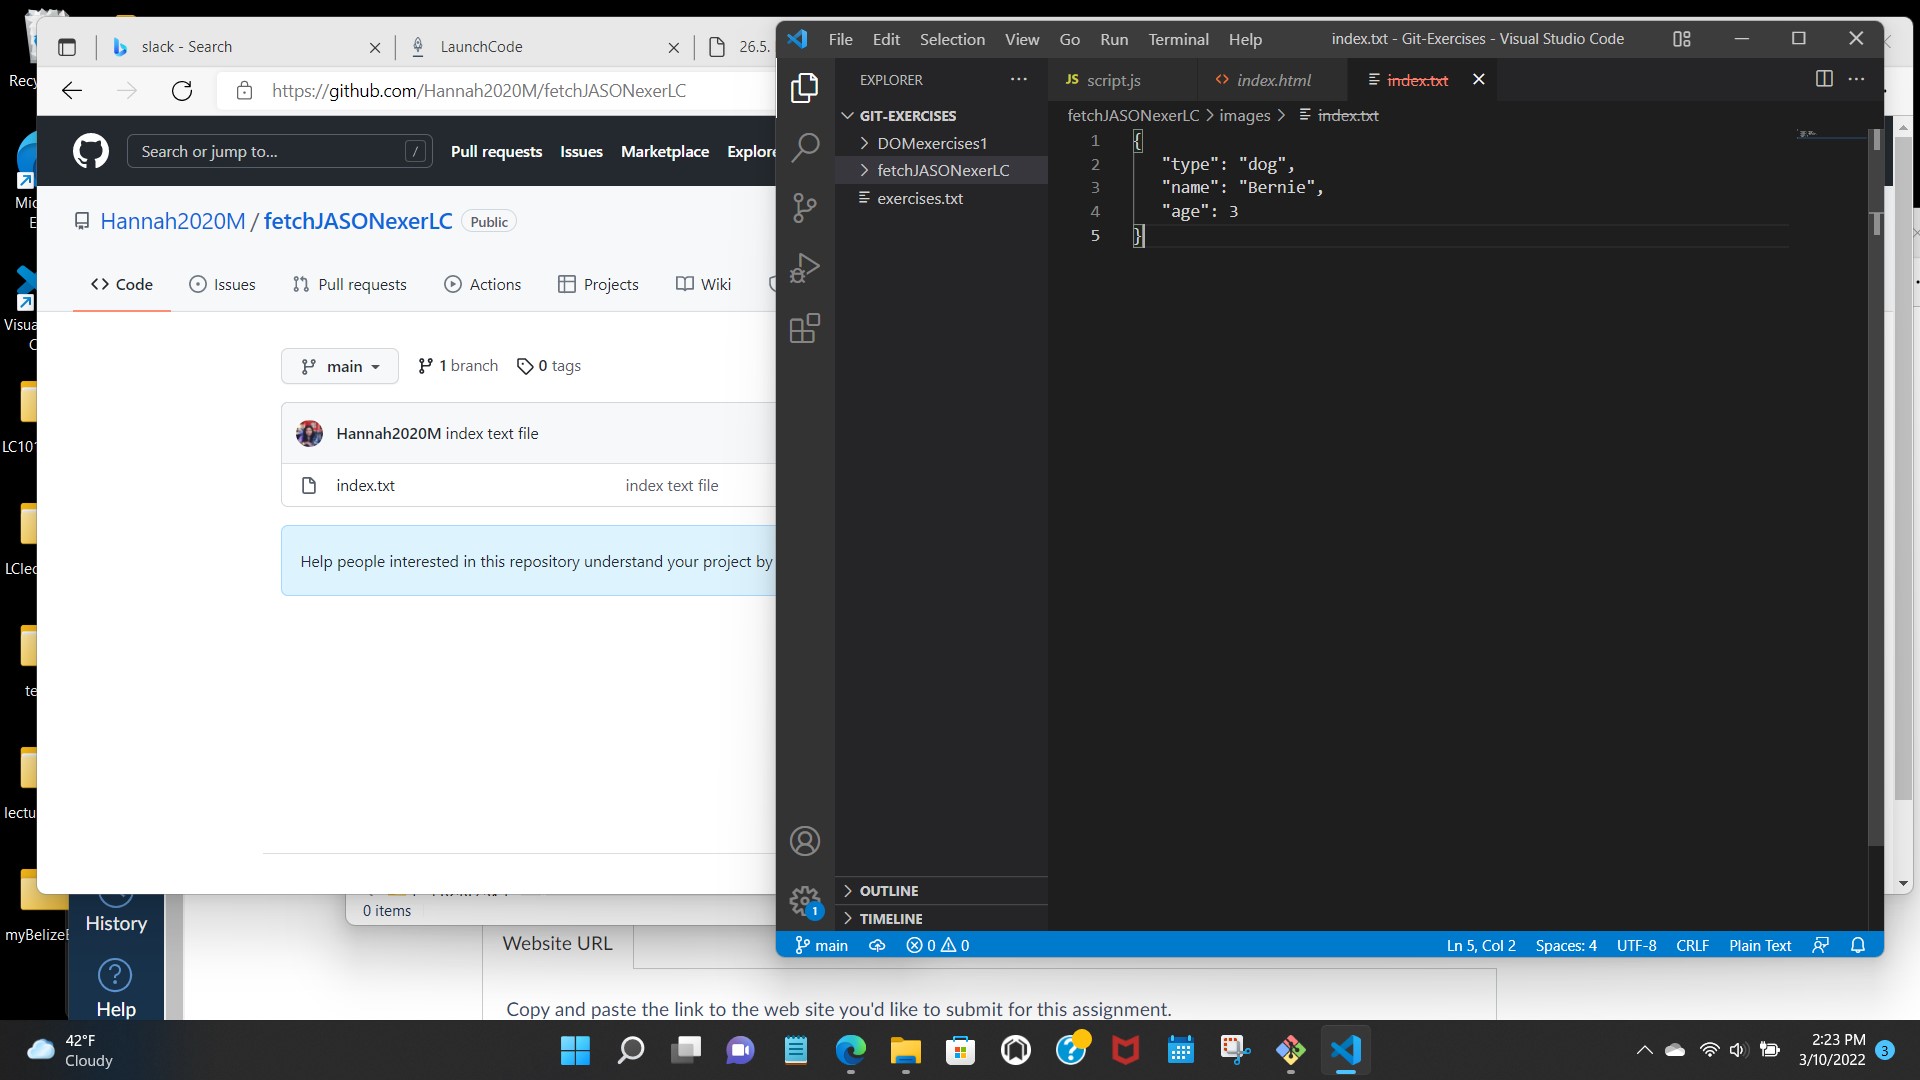 Recy
Mic
E
Visua
C
LC101
LClec
te
lectu
myBelizeB
slack - Search
LaunchCode
26.5.
https://github.com/Hannah2020M/fetchJASONexerLC
Search or jump to...
/
Pull requests
Issues
Marketplace
Explore
Hannah2020M / fetchJASONexerLC
Public
Code
Issues
Pull requests
Actions
Projects
Wiki
main
1 branch
0 tags
Hannah2020M index text file
index.txt
index text file
Help people interested in this repository understand your project by
0 items
History
Help
Website URL
Copy and paste the link to the web site you'd like to submit for this assignment.
File Edit Selection View Go Run Terminal Help
index.txt - Git-Exercises - Visual Studio Code
EXPLORER
GIT-EXERCISES
DOMexercises1
fetchJASONexerLC
exercises.txt
OUTLINE
TIMELINE
JS script.js
<> index.html
index.txt
fetchJASONexerLC > images > index.txt
1 {
2 "type": "dog",
3 "name": "Bernie",
4 "age": 3
5 }
1
main
0 0
Ln 5, Col 2
Spaces: 4
UTF-8
CRLF
Plain Text
42°F
Cloudy
2:23 PM
3/10/2022
3